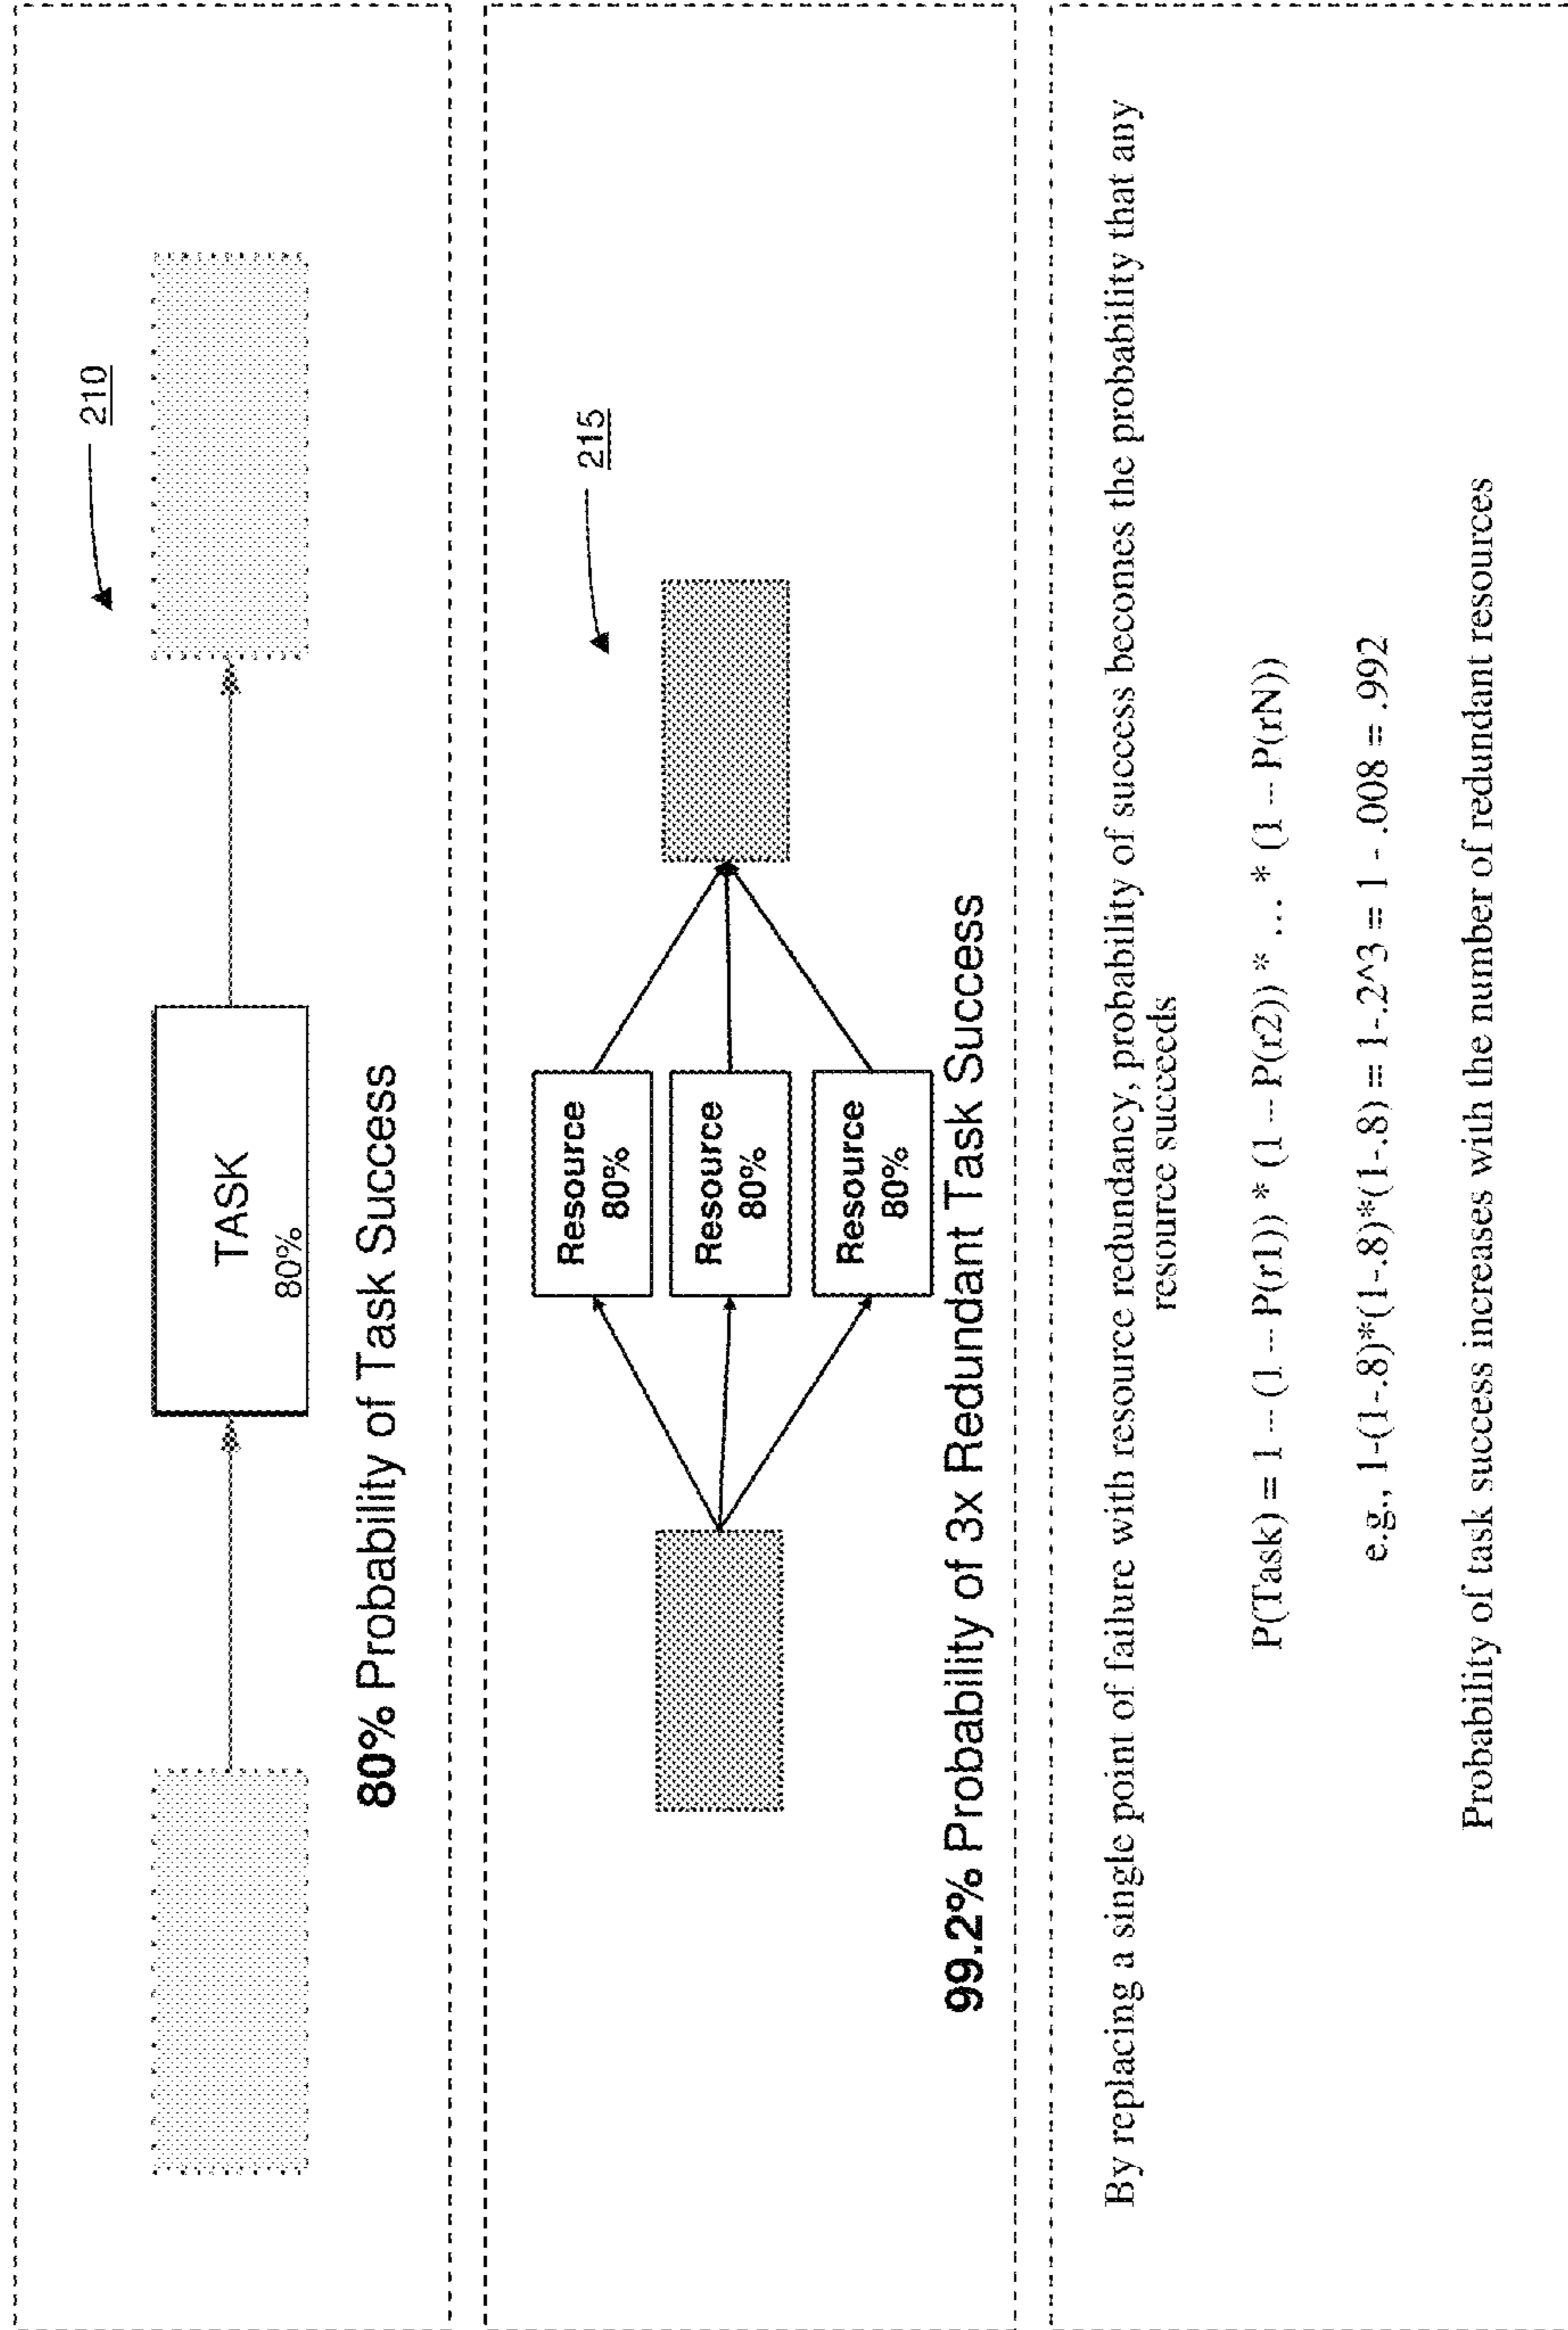 210
TASK
80%
80% Probability of Task Success
215
Resource
80%
Resource
80%
Resource
80%
99.2% Probability of 3x Redundant Task Success
By replacing a single point of failure with resource redundancy, probability of success becomes the probability that any
resource succeeds
P(Task) = 1 -- (1 -- P(r1)) * (1 -- P(r2)) * ... * (1 -- P(rN))
e.g., 1-(1-.8)*(1-.8)*(1-.8) = 1-.2^3 = 1 - .008 = .992
Probability of task success increases with the number of redundant resources